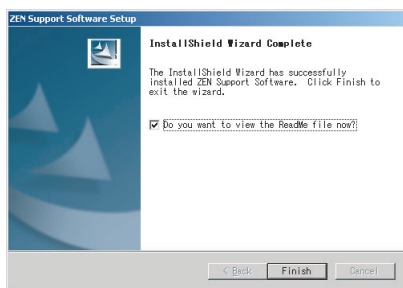 ZEN Support Software Setup
InstallShield Wizard Complete
The InstallShield Wizard has successfully
installed ZEN Support Software. Click Finish to
exit the wizard.
Do you want to view the ReadMe file now?
< Back Finish Cancel